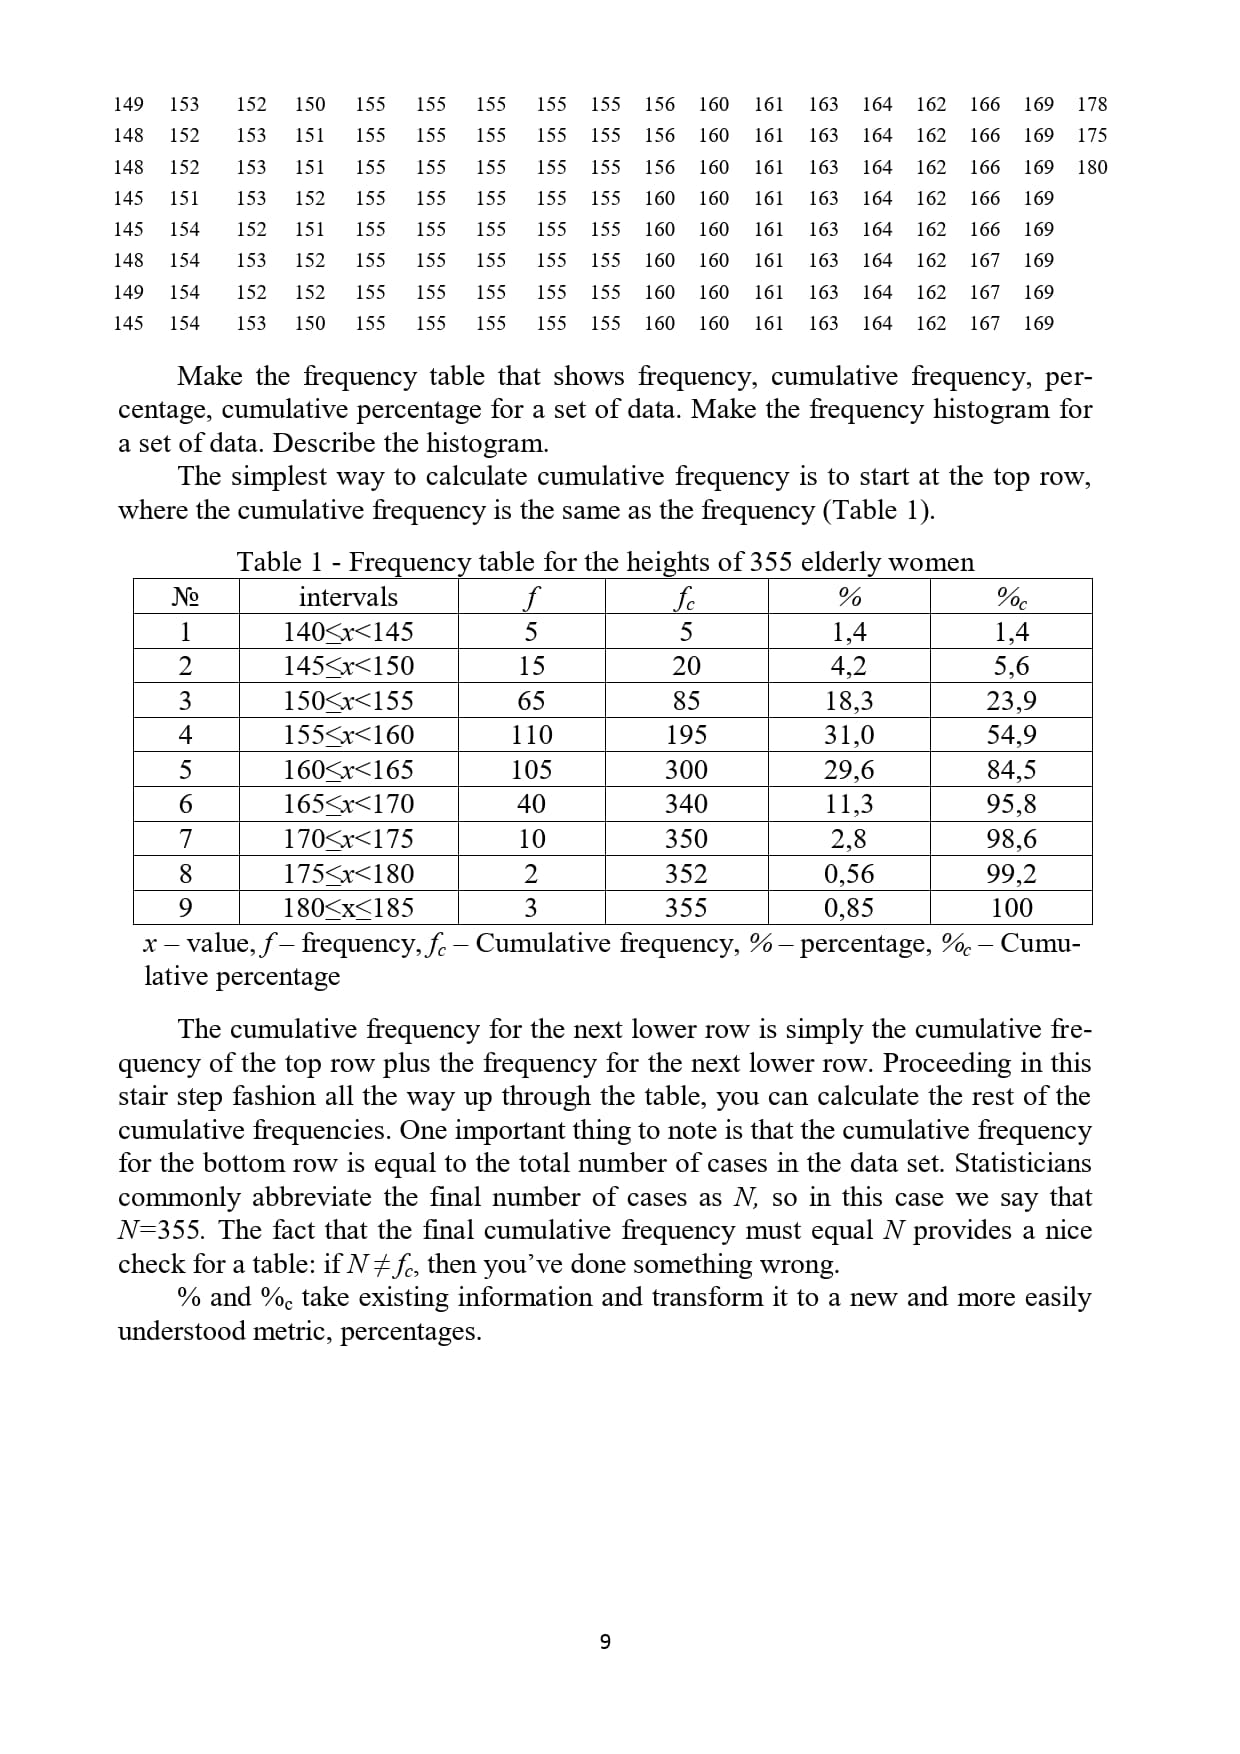 149 153 152 150 155 155 155 155 155 156 160 161 163 164 162 166 169 178
148 152 153 151 155 155 155 155 155 156 160 161 163 164 162 166 169 175
148 152 153 151 155 155 155 155 155 156 160 161 163 164 162 166 169 180
145 151 153 152 155 155 155 155 155 160 160 161 163 164 162 166 169
145 154 152 151 155 155 155 155 155 160 160 161 163 164 162 166 169
148 154 153 152 155 155 155 155 155 160 160 161 163 164 162 167 169
149 154 152 152 155 155 155 155 155 160 160 161 163 164 162 167 169
145 154 153 150 155 155 155 155 155 160 160 161 163 164 162 167 169
Make the frequency table that shows frequency, cumulative frequency, per-
centage, cumulative percentage for a set of data. Make the frequency histogram for
a set of data. Describe the histogram.
The simplest way to calculate cumulative frequency is to start at the top row,
where the cumulative frequency is the same as the frequency (Table 1).
Table 1 - Frequency table for the heights of 355 elderly women
№ intervals f fc % %c
1 140≤x<145 5 5 1,4 1,4
2 145≤x<150 15 20 4,2 5,6
3 150≤x<155 65 85 18,3 23,9
4 155≤x<160 110 195 31,0 54,9
5 160≤x<165 105 300 29,6 84,5
6 165≤x<170 40 340 11,3 95,8
7 170≤x<175 10 350 2,8 98,6
8 175≤x<180 2 352 0,56 99,2
9 180≤x≤185 3 355 0,85 100
x – value, f – frequency, fc – Cumulative frequency, % – percentage, %c – Cumu-
lative percentage
The cumulative frequency for the next lower row is simply the cumulative fre-
quency of the top row plus the frequency for the next lower row. Proceeding in this
stair step fashion all the way up through the table, you can calculate the rest of the
cumulative frequencies. One important thing to note is that the cumulative frequency
for the bottom row is equal to the total number of cases in the data set. Statisticians
commonly abbreviate the final number of cases as N, so in this case we say that
N=355. The fact that the final cumulative frequency must equal N provides a nice
check for a table: if N ≠ fc, then you’ve done something wrong.
% and %c take existing information and transform it to a new and more easily
understood metric, percentages.
9